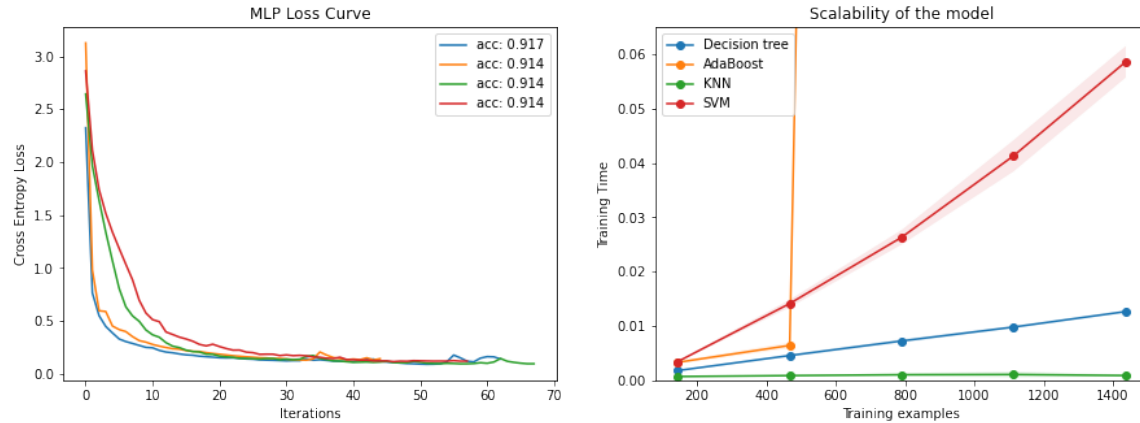 MLP Loss Curve
acc: 0.917
acc: 0.914
acc: 0.914
acc: 0.914
3.0
2.5
2.0
1.5
1.0
0.5
0.0
Cross Entropy Loss
0 10 20 30 40 50 60 70
Iterations
Scalability of the model
Decision tree
AdaBoost
KNN
SVM
0.06
0.05
0.04
0.03
0.02
0.01
0.00
Training Time
200 400 600 800 1000 1200 1400
Training examples